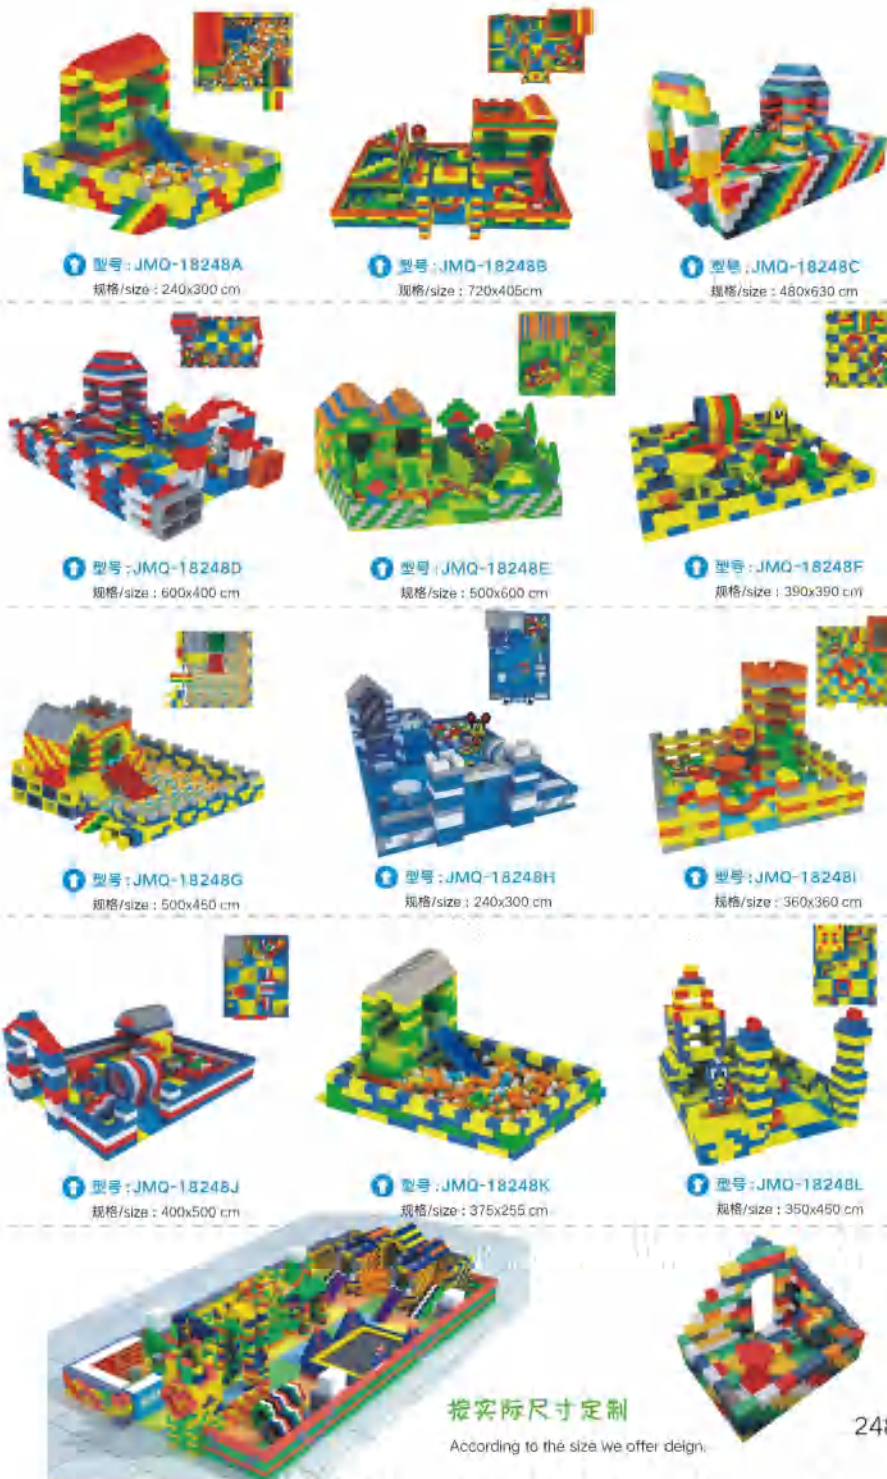 型号:JMQ-18248A
规格/size : 240x300 cm
型号:JMQ-18248B
规格/size : 720x405cm
型号:JMQ-18248C
规格/size : 480x630 cm
型号:JMQ-18248D
规格/size : 600x400 cm
型号:JMQ-18248E
规格/size : 500x600 cm
型号:JMQ-18248F
规格/size : 390x390 cm
型号:JMQ-18248G
规格/size : 500x450 cm
型号:JMQ-18248H
规格/size : 240x300 cm
型号:JMQ-18248I
规格/size : 360x360 cm
型号:JMQ-18248J
规格/size : 400x500 cm
型号:JMQ-18248K
规格/size : 375x255 cm
型号:JMQ-18248L
规格/size : 350x450 cm
按实际尺寸定制
According to the size we offer deign.
248